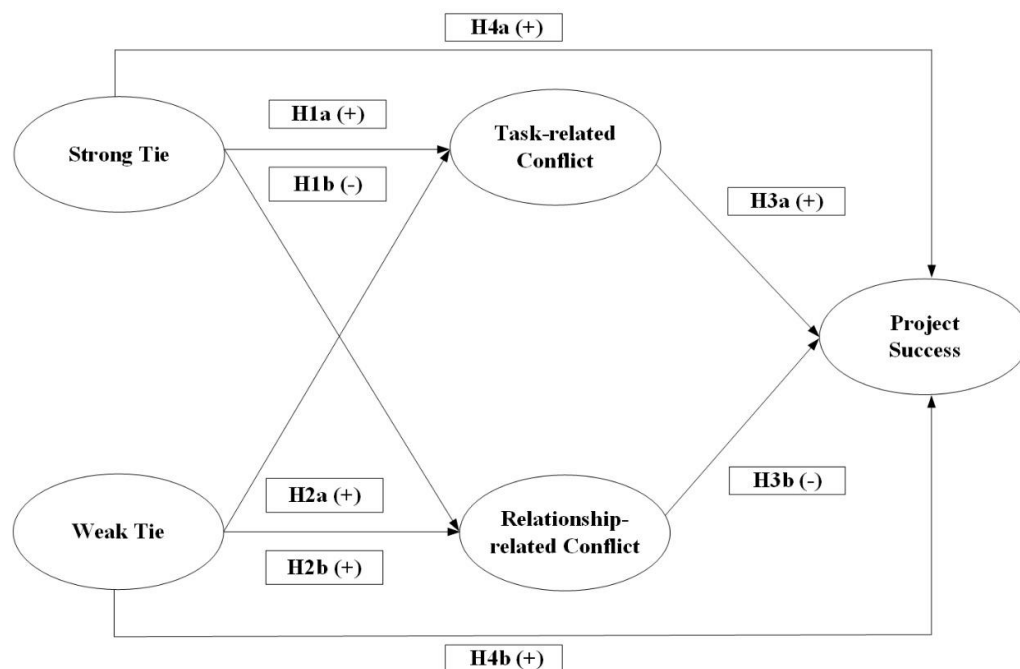 H4a (+)
H1a (+)
Strong Tie
H1b (-)
Task-related
Conflict
H3a (+)
Project
Success
H2a (+)
Weak Tie
H2b (+)
Relationship-
related Conflict
H3b (-)
H4b (+)